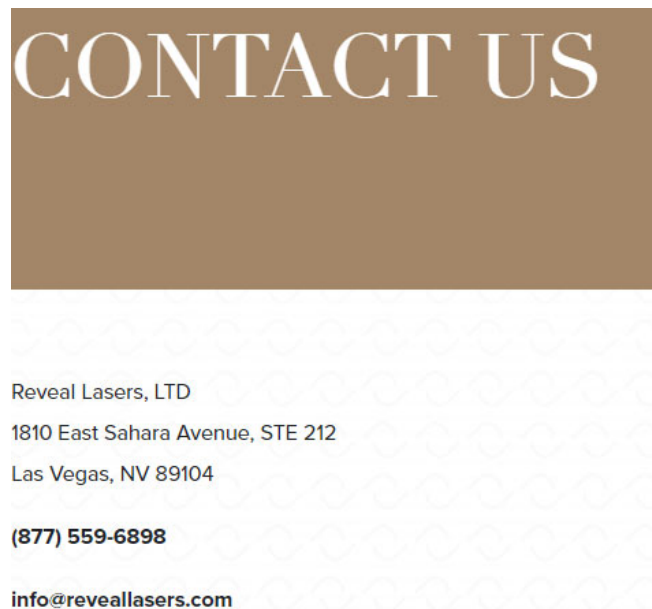 CONTACT US
Reveal Lasers, LTD
1810 East Sahara Avenue, STE 212
Las Vegas, NV 89104
(877) 559-6898
info@reveallasers.com